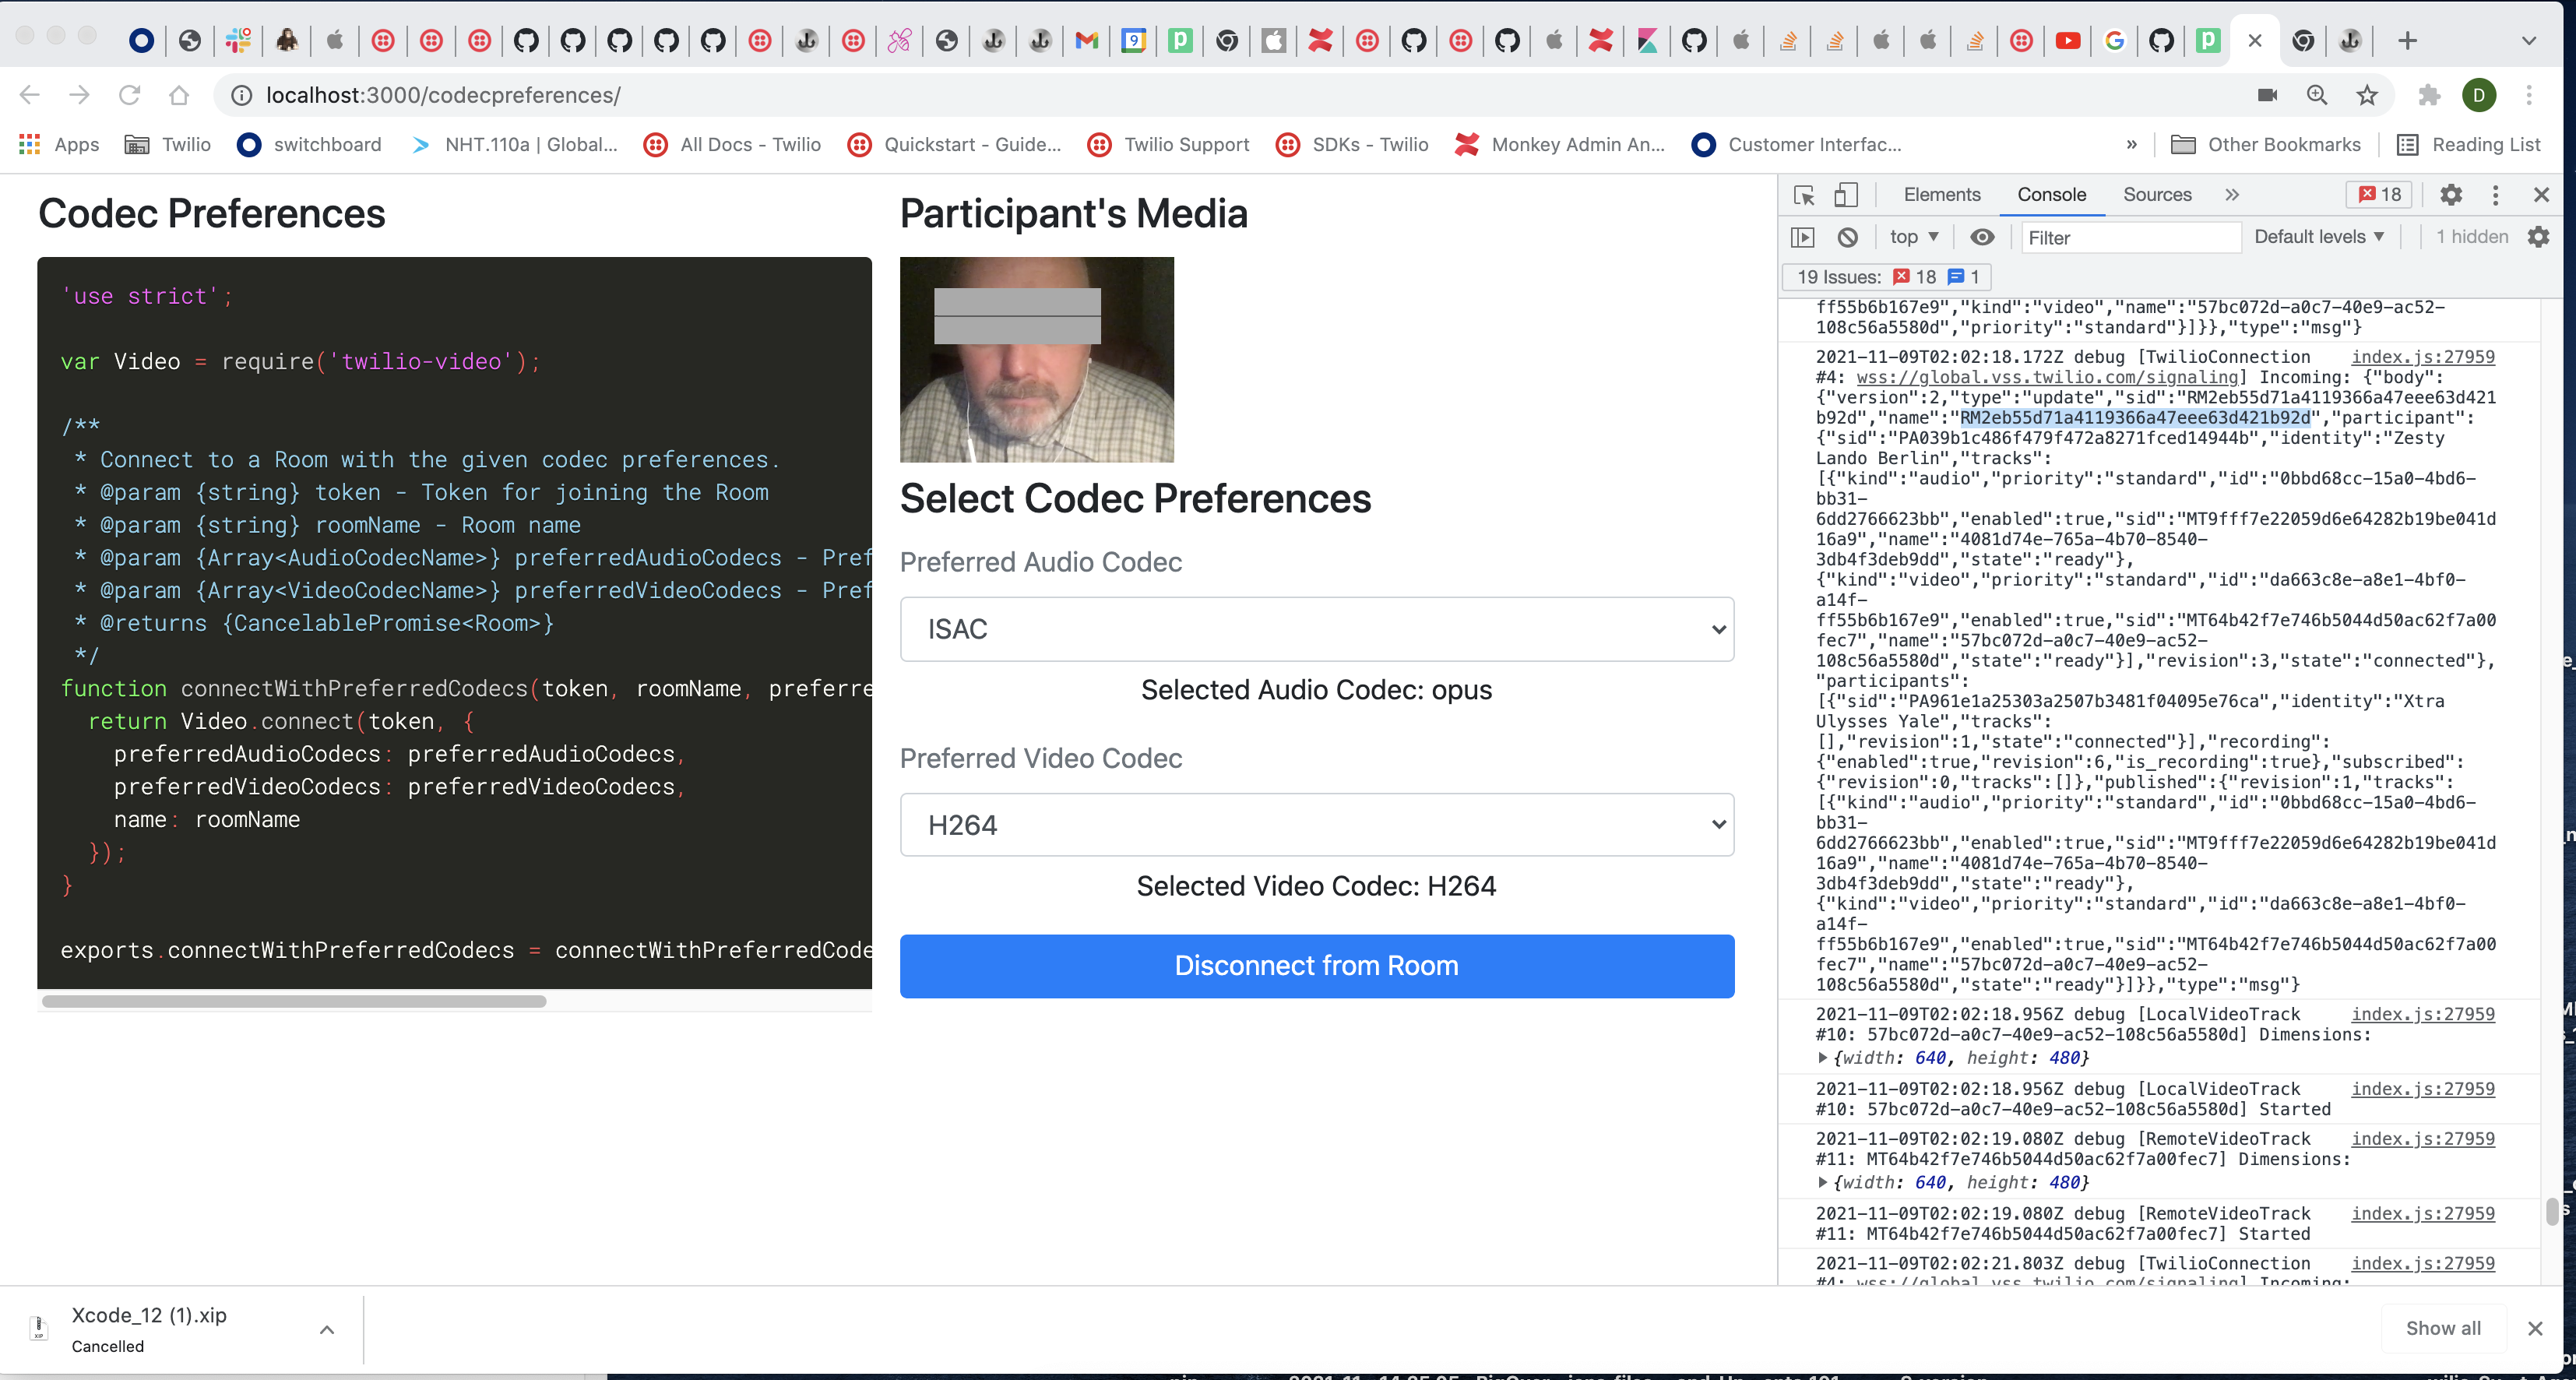 localhost:3000/codecpreferences/
D
Apps
Twilio
switchboard
NHT.110a | Global...
All Docs - Twilio
Quickstart - Guide...
Twilio Support
SDKs - Twilio
Monkey Admin An...
Customer Interfac...
»
Other Bookmarks
Reading List
Codec Preferences
'use strict';
var Video = require('twilio-video');
/**
* Connect to a Room with the given codec preferences.
* @param {string} token - Token for joining the Room
* @param {string} roomName - Room name
* @param {Array<AudioCodecName>} preferredAudioCodecs - Pref
* @param {Array<VideoCodecName>} preferredVideoCodecs - Pref
* @returns {CancelablePromise<Room>}
*/
function connectWithPreferredCodecs(token, roomName, preferre
return Video.connect(token, {
preferredAudioCodecs: preferredAudioCodecs,
preferredVideoCodecs: preferredVideoCodecs,
name: roomName
});
}
exports.connectWithPreferredCodecs = connectWithPreferredCode
Participant's Media
Select Codec Preferences
Preferred Audio Codec
ISAC
Selected Audio Codec: opus
Preferred Video Codec
H264
Selected Video Codec: H264
Disconnect from Room
Elements
Console
Sources
»
18
top
Filter
Default levels
1 hidden
19 Issues: 18 1
ff55b6b167e9","kind":"video","name":"57bc072d-a0c7-40e9-ac52-
108c56a5580d","priority":"standard"}]}},"type":"msg"}
2021-11-09T02:02:18.172Z debug [TwilioConnection index.js:27959
#4: wss://global.vss.twilio.com/signaling] Incoming: {"body":
{"version":2,"type":"update","sid":"RM2eb55d71a4119366a47eee63d421
b92d","name":"RM2eb55d71a4119366a47eee63d421b92d","participant":
{"sid":"PA039b1c486f479f472a8271fced14944b","identity":"Zesty
Lando Berlin","tracks":
[{"kind":"audio","priority":"standard","id":"0bbd68cc-15a0-4bd6-
bb31-
6dd2766623bb","enabled":true,"sid":"MT9fff7e22059d6e64282b19be041d
16a9","name":"4081d74e-765a-4b70-8540-
3db4f3deb9dd","state":"ready"},
{"kind":"video","priority":"standard","id":"da663c8e-a8e1-4bf0-
a14f-
ff55b6b167e9","enabled":true,"sid":"MT64b42f7e746b5044d50ac62f7a00
fec7","name":"57bc072d-a0c7-40e9-ac52-
108c56a5580d","state":"ready"}],"revision":3,"state":"connected"},
"participants":
[{"sid":"PA961e1a25303a2507b3481f04095e76ca","identity":"Xtra
Ulysses Yale","tracks":
[],"revision":1,"state":"connected"}],"recording":
{"enabled":true,"revision":6,"is_recording":true},"subscribed":
{"revision":0,"tracks":[]},"published":{"revision":1,"tracks":
[{"kind":"audio","priority":"standard","id":"0bbd68cc-15a0-4bd6-
bb31-
6dd2766623bb","enabled":true,"sid":"MT9fff7e22059d6e64282b19be041d
16a9","name":"4081d74e-765a-4b70-8540-
3db4f3deb9dd","state":"ready"},
{"kind":"video","priority":"standard","id":"da663c8e-a8e1-4bf0-
a14f-
ff55b6b167e9","enabled":true,"sid":"MT64b42f7e746b5044d50ac62f7a00
fec7","name":"57bc072d-a0c7-40e9-ac52-
108c56a5580d","state":"ready"}]}},"type":"msg"}
2021-11-09T02:02:18.956Z debug [LocalVideoTrack index.js:27959
#10: 57bc072d-a0c7-40e9-ac52-108c56a5580d] Dimensions:
{width: 640, height: 480}
2021-11-09T02:02:18.956Z debug [LocalVideoTrack index.js:27959
#10: 57bc072d-a0c7-40e9-ac52-108c56a5580d] Started
2021-11-09T02:02:19.080Z debug [RemoteVideoTrack index.js:27959
#11: MT64b42f7e746b5044d50ac62f7a00fec7] Dimensions:
{width: 640, height: 480}
2021-11-09T02:02:19.080Z debug [RemoteVideoTrack index.js:27959
#11: MT64b42f7e746b5044d50ac62f7a00fec7] Started
2021-11-09T02:02:21.803Z debug [TwilioConnection index.js:27959
#4: wss://global.vss.twilio.com/signaling] Incoming:
Xcode_12 (1).xip
Cancelled
Show all